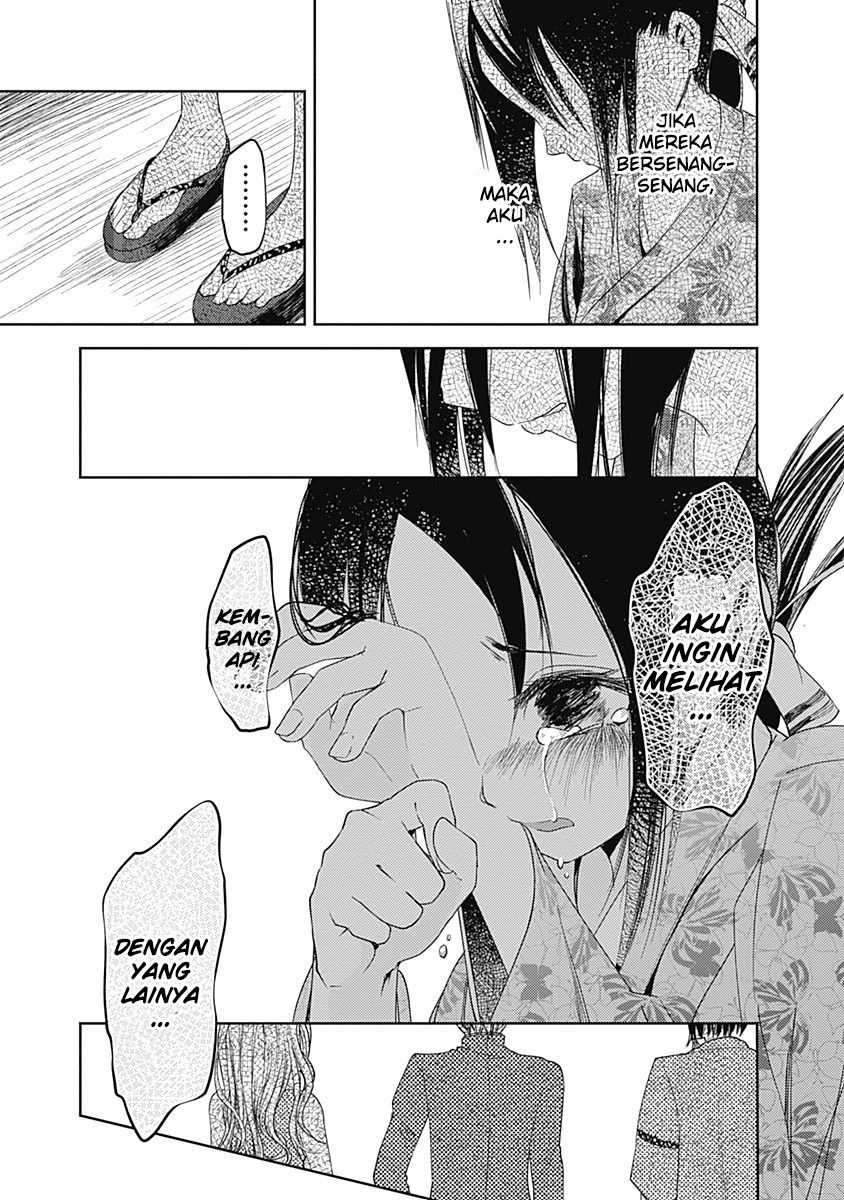 JIKA
MEREKA
BERSENANG-
SENANG,
MAKA
AKU
...
.......
AKU
INGIN
MELIHAT
...
KEM-
BANG
API,
...
DENGAN
YANG
LAINYA
...